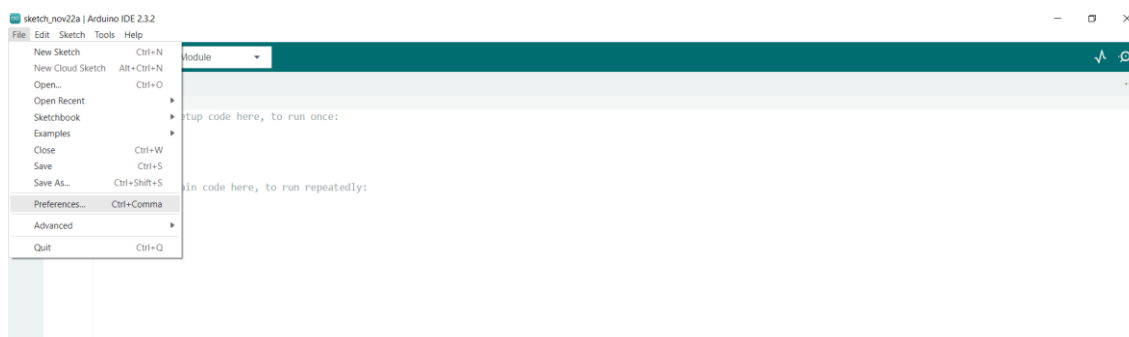 sketch_nov22a | Arduino IDE 2.3.2
File Edit Sketch Tools Help
New Sketch Ctrl+N
New Cloud Sketch Alt+Ctrl+N
Open... Ctrl+O
Open Recent
Sketchbook
Examples
Close Ctrl+W
Save Ctrl+S
Save As... Ctrl+Shift+S
Preferences... Ctrl+Comma
Advanced
Quit Ctrl+Q
Module
etup code here, to run once:
ain code here, to run repeatedly: